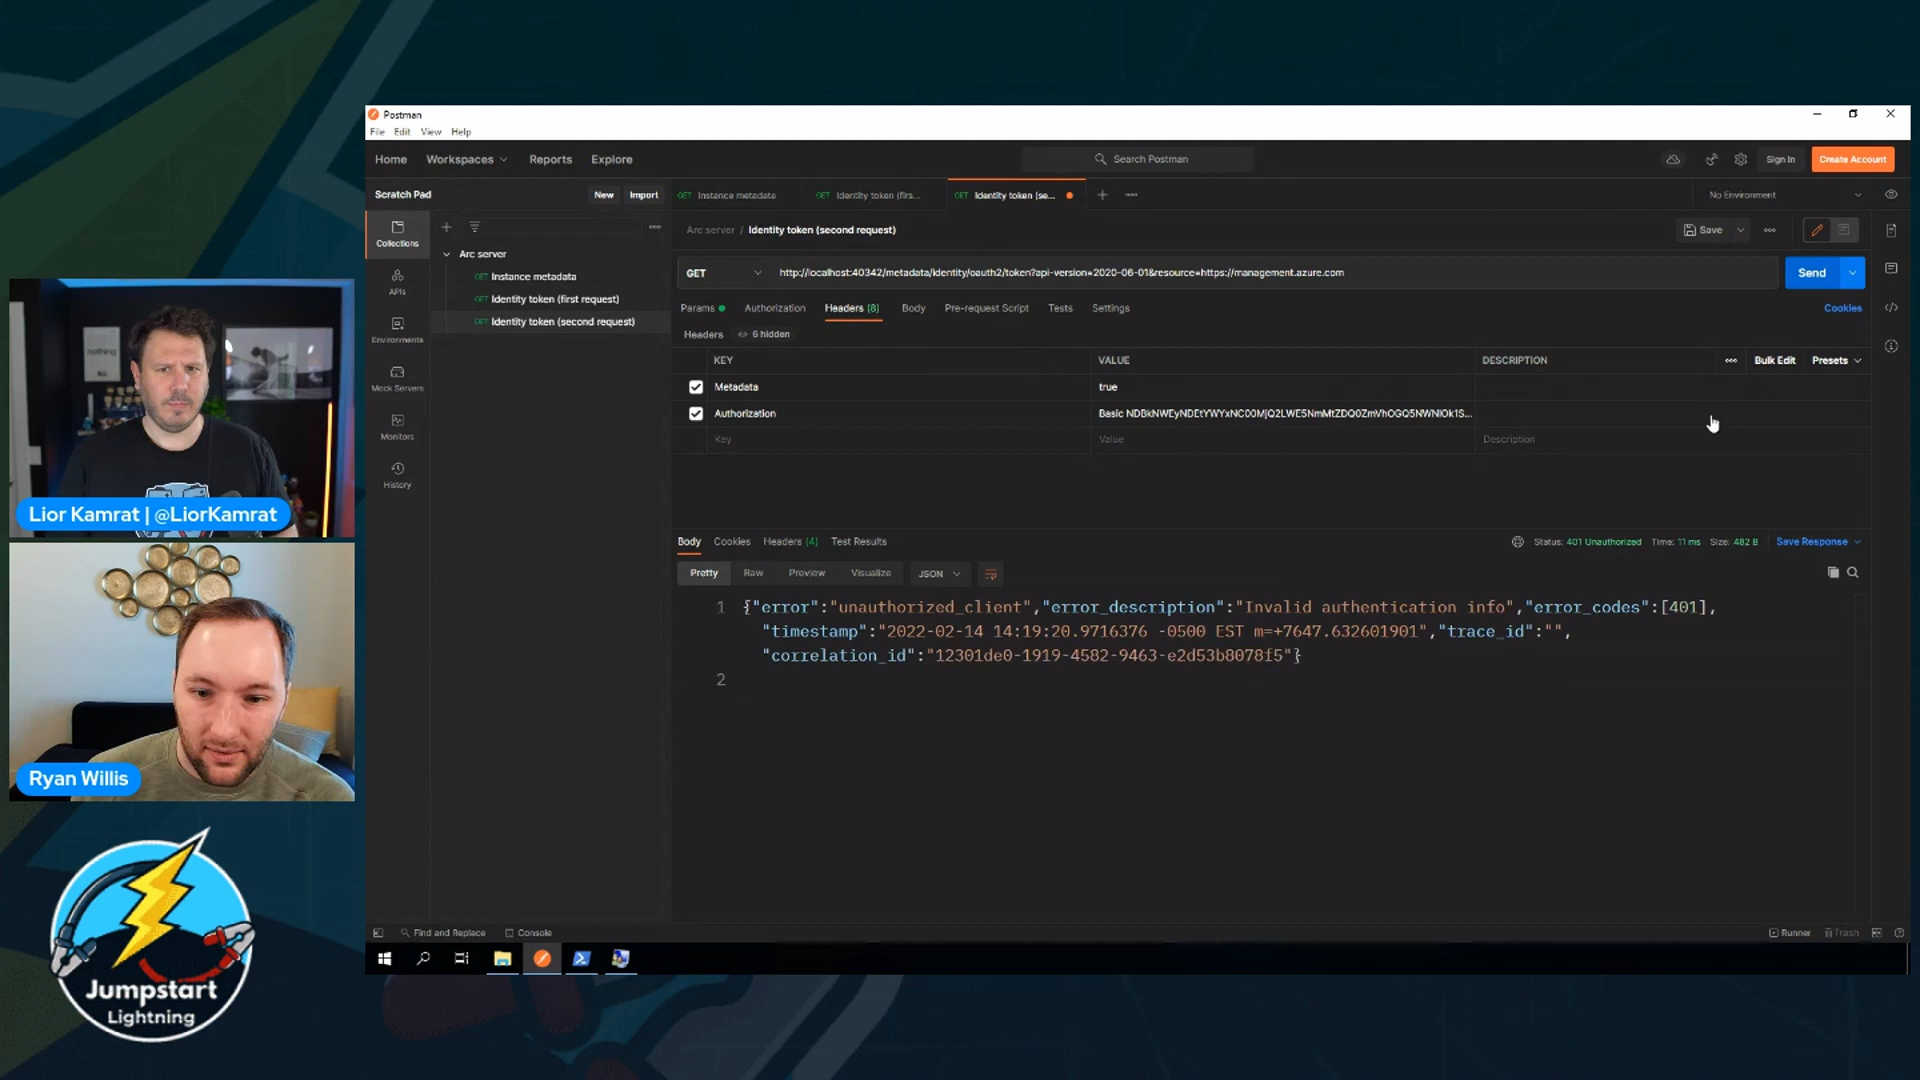 Postman
File Edit View Help
Home Workspaces Reports Explore
Search Postman
Sign In
Create Account
Scratch Pad
New
Import
GET Instance metadata
GET Identity token (firs...
GET Identity token (se...
No Environment
Collections
APIs
Environments
Mock Servers
Monitors
History
Arc server
GET Instance metadata
GET Identity token (first request)
GET Identity token (second request)
Arc server / Identity token (second request)
Save
GET
http://localhost:40342/metadata/identity/oauth2/token?api-version=2020-06-01&resource=https://management.azure.com
Send
Params Authorization Headers (8) Body Pre-request Script Tests Settings
Cookies
Headers 6 hidden
KEY VALUE DESCRIPTION
Bulk Edit Presets
Metadata true
Authorization
Key Value Description
Body Cookies Headers (4) Test Results
Status: 401 Unauthorized Time: 11 ms Size: 482 B Save Response
Pretty Raw Preview Visualize JSON
1 {"error":"unauthorized_client","error_description":"Invalid authentication info","error_codes":[401],
"timestamp":"2022-02-14 14:19:20.9716376 -0500 EST m=+7647.632601901","trace_id":"",
"correlation_id":"12301de0-1919-4582-9463-e2d53b8078f5"}
2
Find and Replace Console
Runner Trash
nothing
Lior Kamrat | @LiorKamrat
Ryan Willis
Jumpstart
Lightning